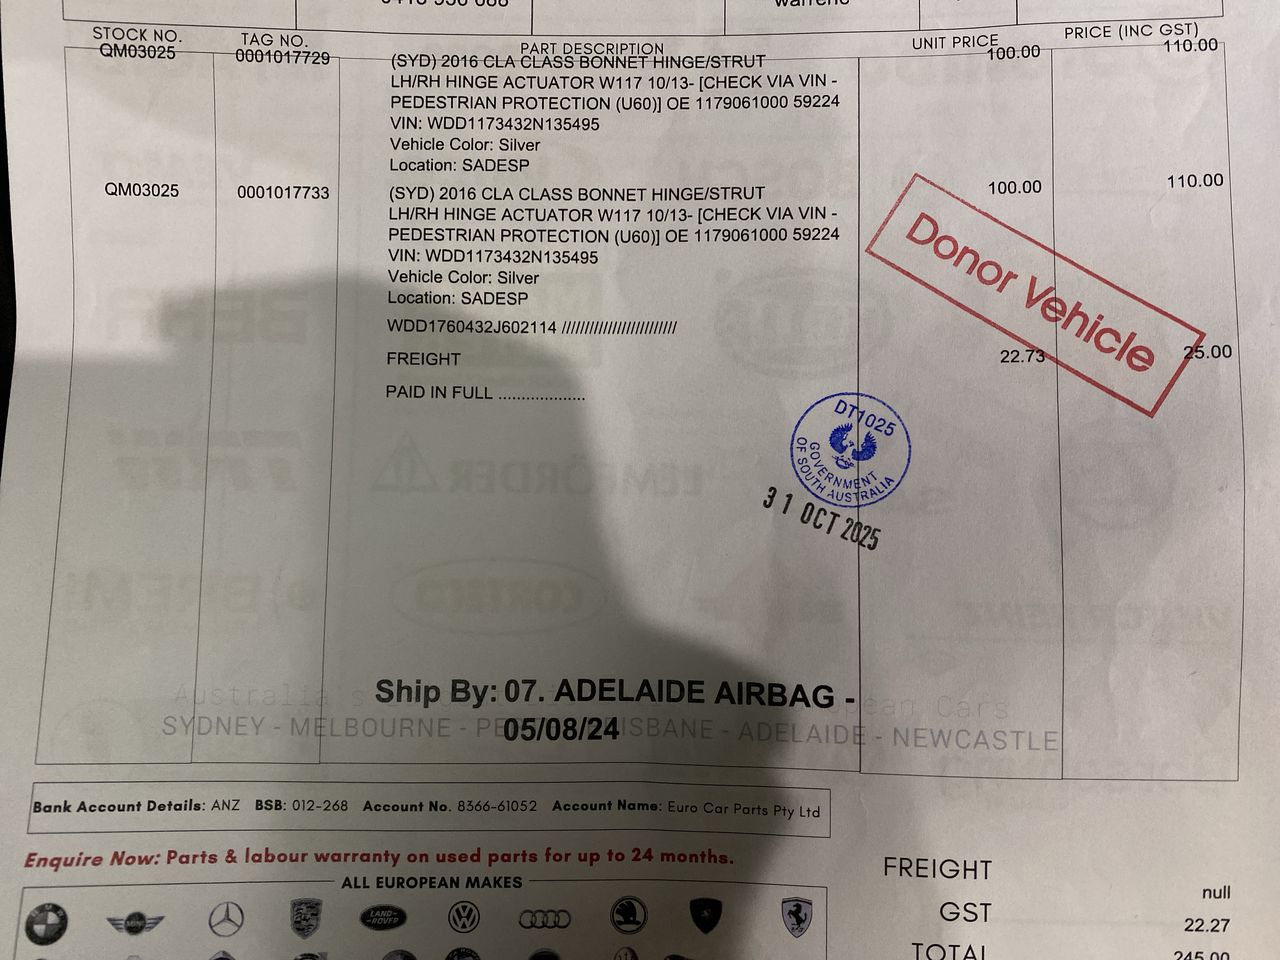 STOCK NO. TAG NO. PART DESCRIPTION UNIT PRICE PRICE (INC GST)
QM03025 0001017729 (SYD) 2016 CLA CLASS BONNET HINGE/STRUT 100.00 110.00
LH/RH HINGE ACTUATOR W117 10/13- [CHECK VIA VIN -
PEDESTRIAN PROTECTION (U60)] OE 1179061000 59224
VIN: WDD1173432N135495
Vehicle Color: Silver
Location: SADESP
QM03025 0001017733 (SYD) 2016 CLA CLASS BONNET HINGE/STRUT 100.00 110.00
LH/RH HINGE ACTUATOR W117 10/13- [CHECK VIA VIN -
PEDESTRIAN PROTECTION (U60)] OE 1179061000 59224
VIN: WDD1173432N135495
Vehicle Color: Silver
Location: SADESP
Donor Vehicle
WDD1760432J602114 /////////////////////////
FREIGHT 22.73 25.00
PAID IN FULL ...................
DT1025
GOVERNMENT
OF SOUTH AUSTRALIA
31 OCT 2025
Ship By: 07. ADELAIDE AIRBAG -
05/08/24
SYDNEY - MELBOURNE - PE ISBANE - ADELAIDE - NEWCASTLE
Bank Account Details: ANZ BSB: 012-268 Account No. 8366-61052 Account Name: Euro Car Parts Pty Ltd
Enquire Now: Parts & labour warranty on used parts for up to 24 months.
ALL EUROPEAN MAKES
BMW MINI LAND-ROVER
FREIGHT null
GST 22.27
TOTAL 245.00